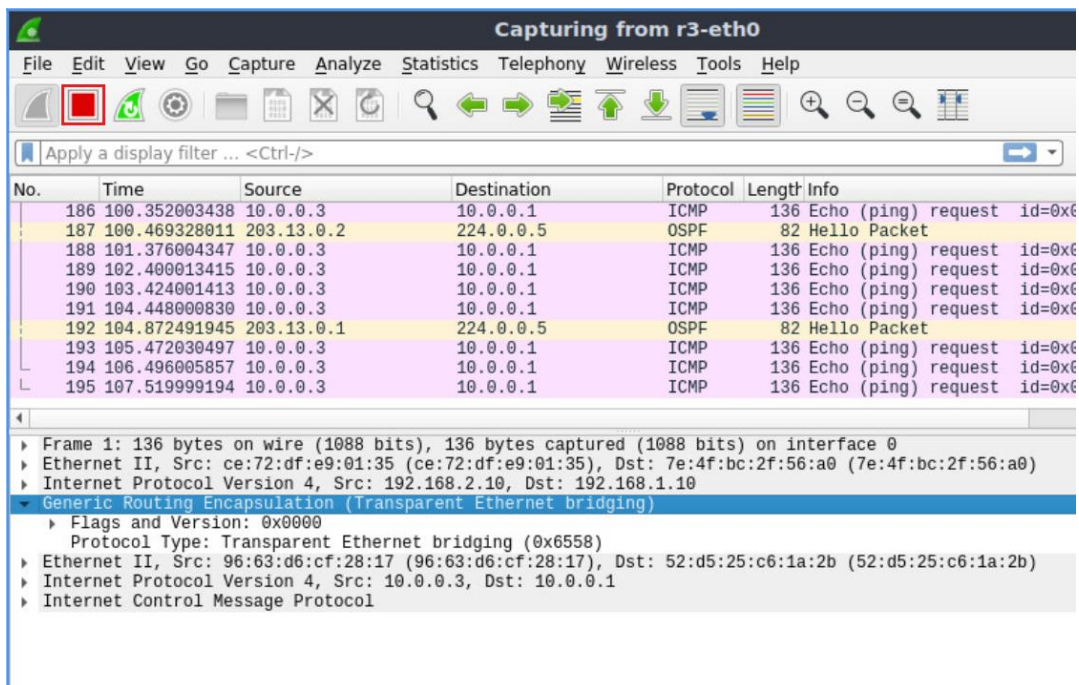 Capturing from r3-eth0
File Edit View Go Capture Analyze Statistics Telephony Wireless Tools Help
Apply a display filter ... <Ctrl-/>
No. Time Source Destination Protocol Length Info
186 100.352003438 10.0.0.3 10.0.0.1 ICMP 136 Echo (ping) request id=0x0
187 100.469328011 203.13.0.2 224.0.0.5 OSPF 82 Hello Packet
188 101.376004347 10.0.0.3 10.0.0.1 ICMP 136 Echo (ping) request id=0x0
189 102.400013415 10.0.0.3 10.0.0.1 ICMP 136 Echo (ping) request id=0x0
190 103.424001413 10.0.0.3 10.0.0.1 ICMP 136 Echo (ping) request id=0x0
191 104.448000830 10.0.0.3 10.0.0.1 ICMP 136 Echo (ping) request id=0x0
192 104.872491945 203.13.0.1 224.0.0.5 OSPF 82 Hello Packet
193 105.472030497 10.0.0.3 10.0.0.1 ICMP 136 Echo (ping) request id=0x0
194 106.496005857 10.0.0.3 10.0.0.1 ICMP 136 Echo (ping) request id=0x0
195 107.519999194 10.0.0.3 10.0.0.1 ICMP 136 Echo (ping) request id=0x0
Frame 1: 136 bytes on wire (1088 bits), 136 bytes captured (1088 bits) on interface 0
Ethernet II, Src: ce:72:df:e9:01:35 (ce:72:df:e9:01:35), Dst: 7e:4f:bc:2f:56:a0 (7e:4f:bc:2f:56:a0)
Internet Protocol Version 4, Src: 192.168.2.10, Dst: 192.168.1.10
Generic Routing Encapsulation (Transparent Ethernet bridging)
Flags and Version: 0x0000
Protocol Type: Transparent Ethernet bridging (0x6558)
Ethernet II, Src: 96:63:d6:cf:28:17 (96:63:d6:cf:28:17), Dst: 52:d5:25:c6:1a:2b (52:d5:25:c6:1a:2b)
Internet Protocol Version 4, Src: 10.0.0.3, Dst: 10.0.0.1
Internet Control Message Protocol